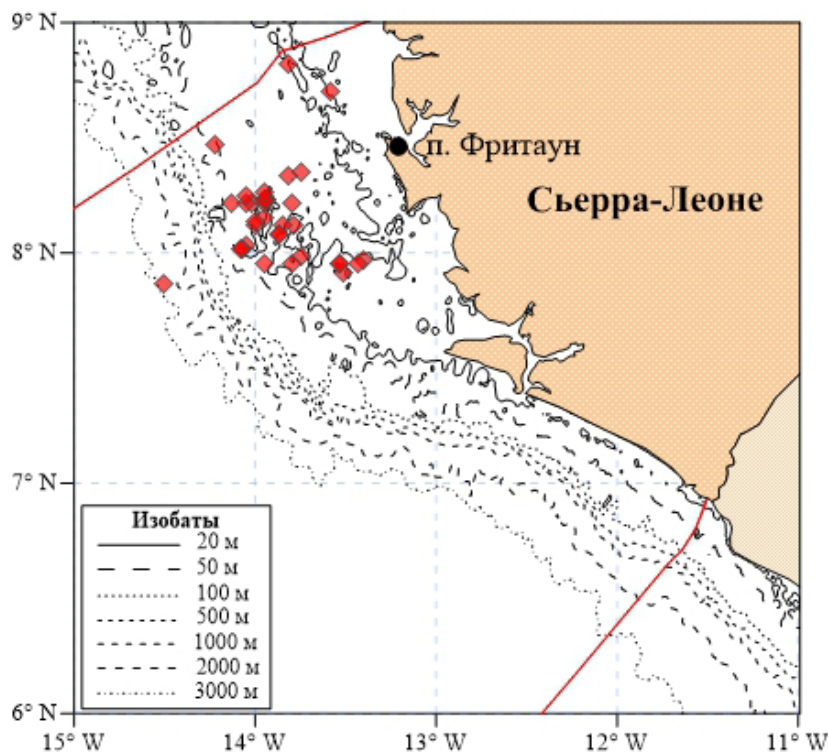 9° N
п. Фритаун
Сьерра-Леоне
8° N
7° N
Изобаты
20 м
50 м
100 м
500 м
1000 м
2000 м
3000 м
6° N
15° W 14° W 13° W 12° W 11° W